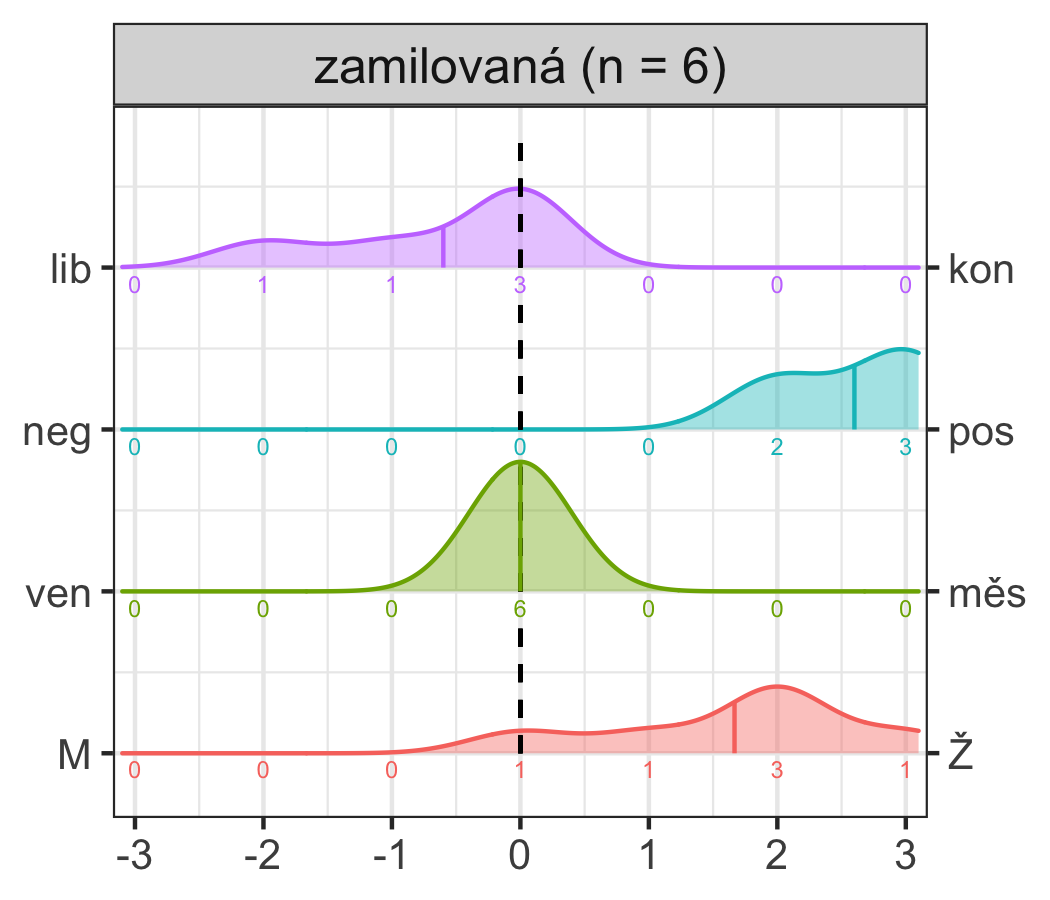 zamilovaná (n = 6)
lib kon
0 1 1 3 0 0 0
neg pos
0 0 0 0 0 2 3
ven měs
0 0 0 6 0 0 0
M Ž
0 0 0 1 1 3 1
-3 -2 -1 0 1 2 3